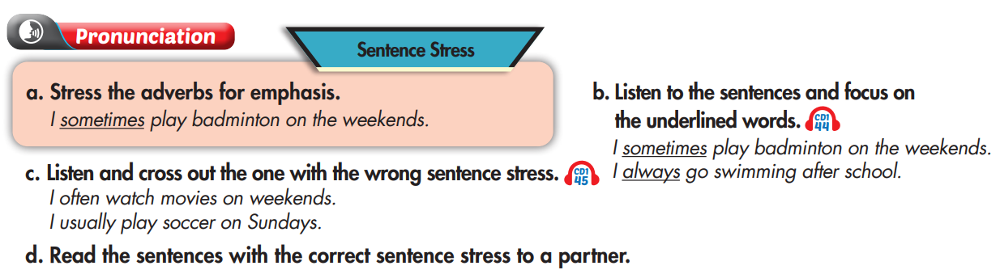 Pronunciation
Sentence Stress
a. Stress the adverbs for emphasis.
I sometimes play badminton on the weekends.
b. Listen to the sentences and focus on
the underlined words. CD1 44
I sometimes play badminton on the weekends.
I always go swimming after school.
c. Listen and cross out the one with the wrong sentence stress. CD1 45
I often watch movies on weekends.
I usually play soccer on Sundays.
d. Read the sentences with the correct sentence stress to a partner.